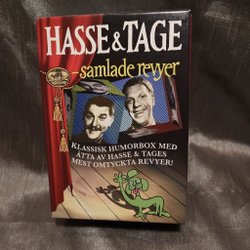 HASSE & TAGE
-samlade revyer
KLASSISK HUMORBOX MED
ÅTTA AV HASSE & TAGES
MEST OMTYCKTA REVYER!